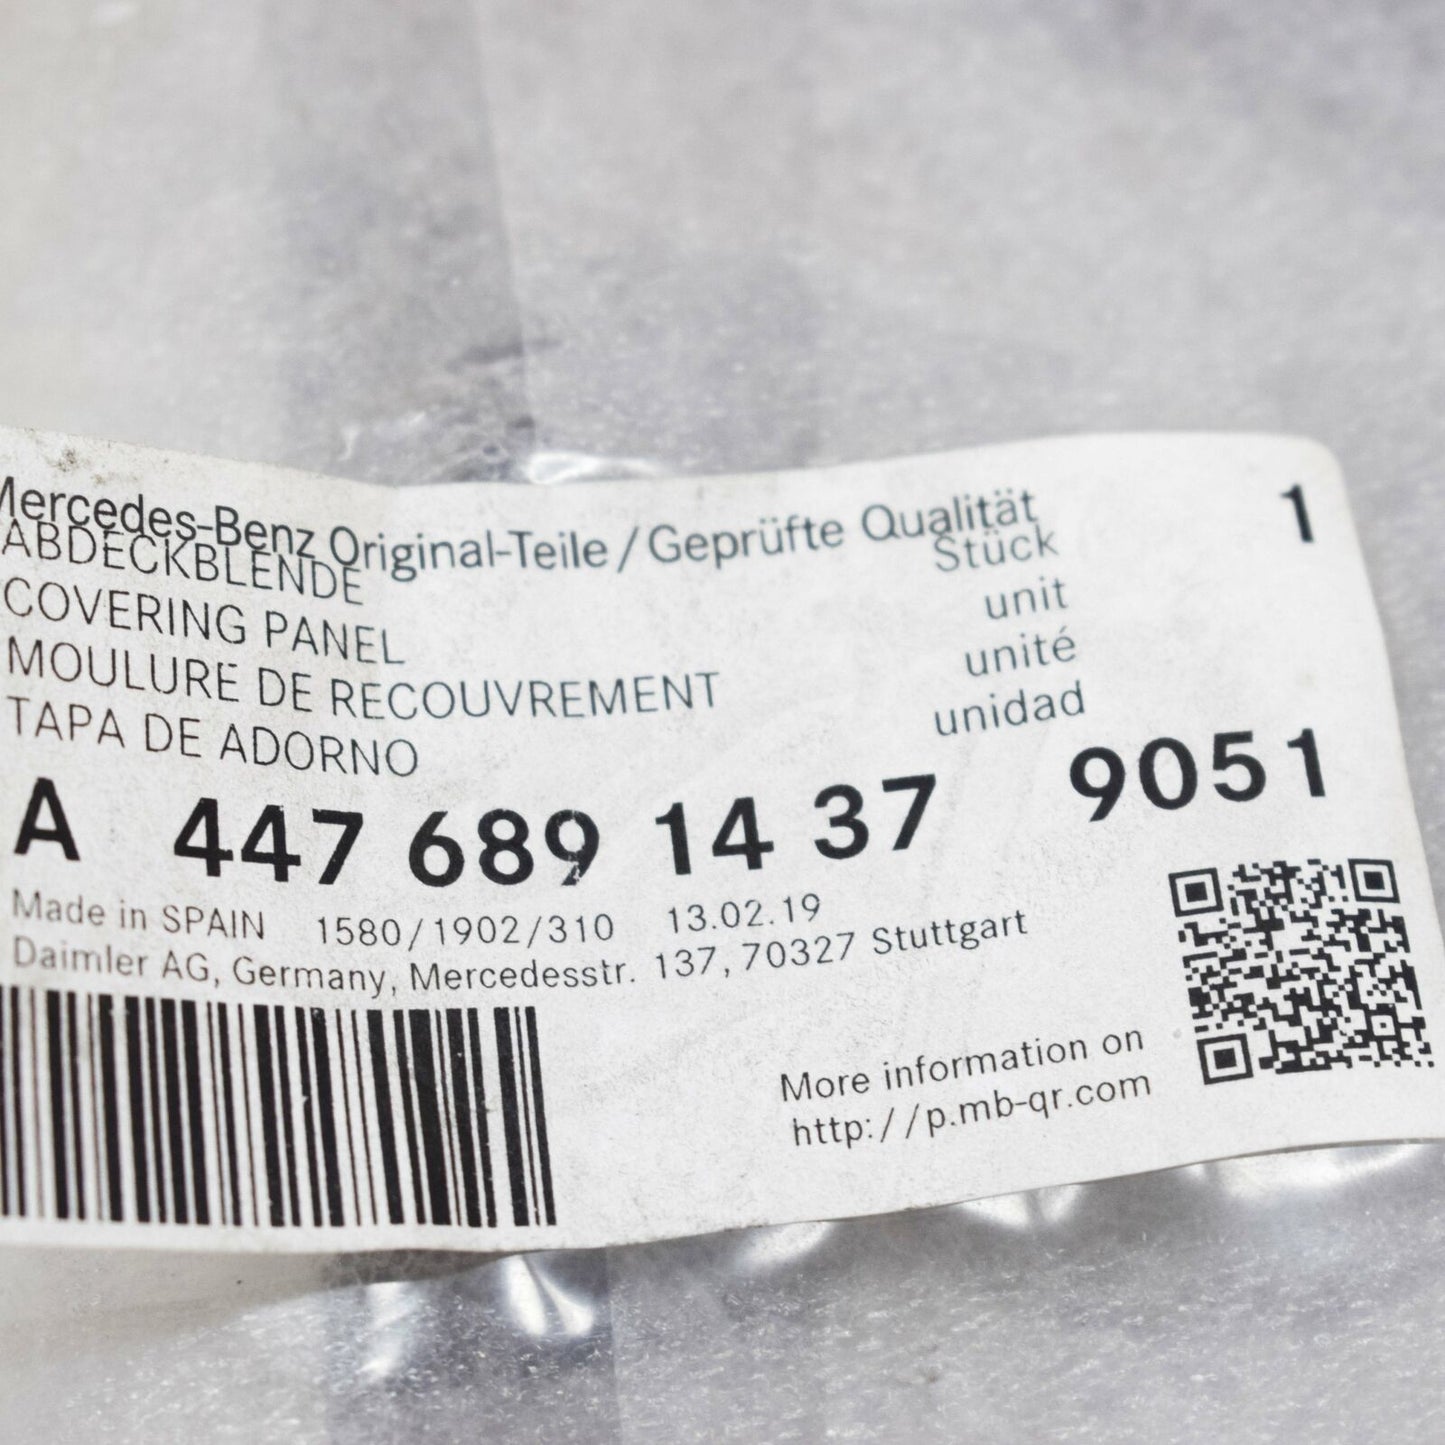 Mercedes-Benz Original-Teile / Geprüfte Qualität
1
ABDECKBLENDE
Stück
COVERING PANEL
unit
MOULURE DE RECOUVREMENT
unité
TAPA DE ADORNO
unidad
A 447 689 14 37 9051
Made in SPAIN 1580/1902/310 13.02.19
Daimler AG, Germany, Mercedesstr. 137, 70327 Stuttgart
More information on
http://p.mb-qr.com